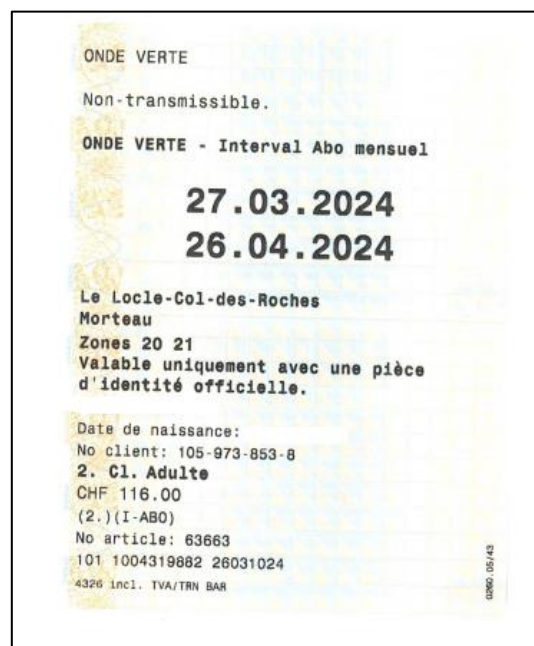 ONDE VERTE
Non-transmissible.
ONDE VERTE - Interval Abo mensuel
27.03.2024
26.04.2024
Le Locle-Col-des-Roches
Morteau
Zones 20 21
Valable uniquement avec une pièce
d'identité officielle.
Date de naissance:
No client: 105-973-853-8
2. Cl. Adulte
CHF 116.00
(2.)(I-ABO)
No article: 63663
101 1004319882 26031024
4326 incl. TVA/TRN BAR
0260.05/43